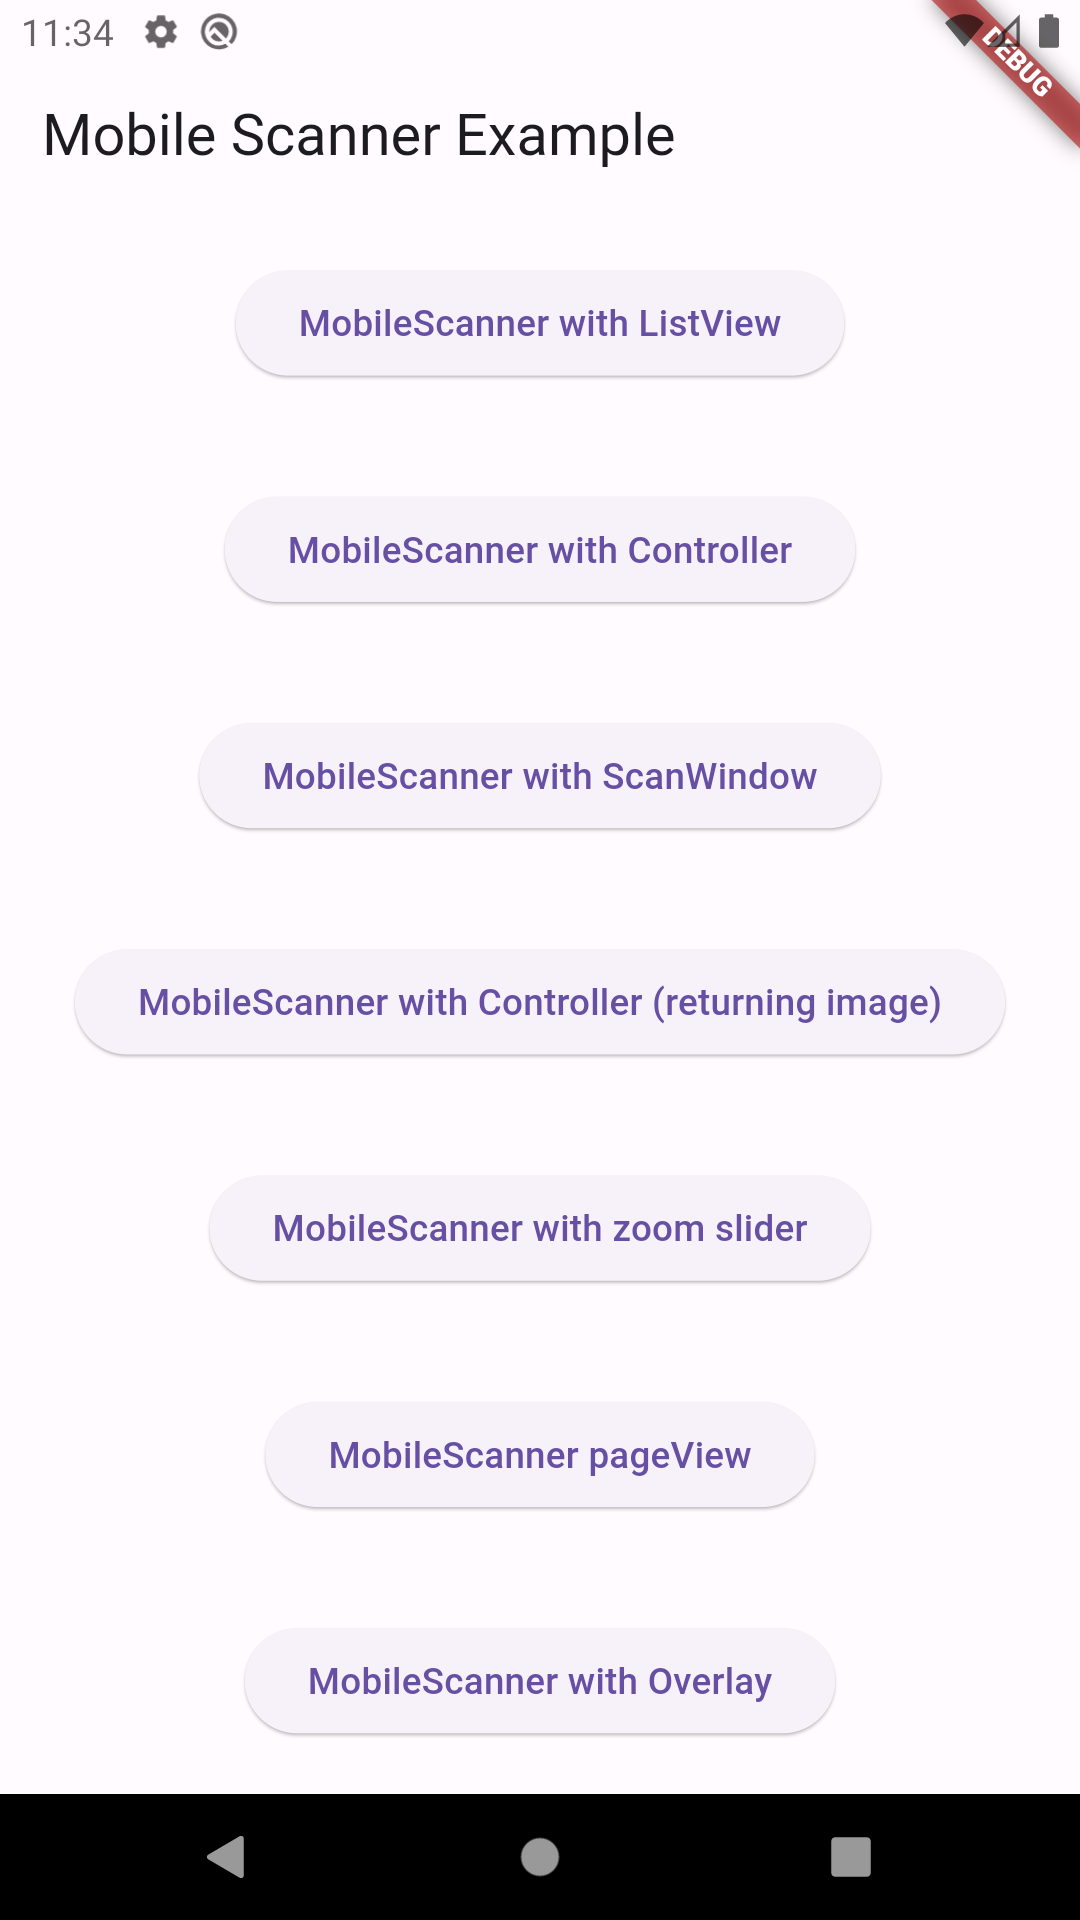 11:34
DEBUG
Mobile Scanner Example
MobileScanner with ListView
MobileScanner with Controller
MobileScanner with ScanWindow
MobileScanner with Controller (returning image)
MobileScanner with zoom slider
MobileScanner pageView
MobileScanner with Overlay